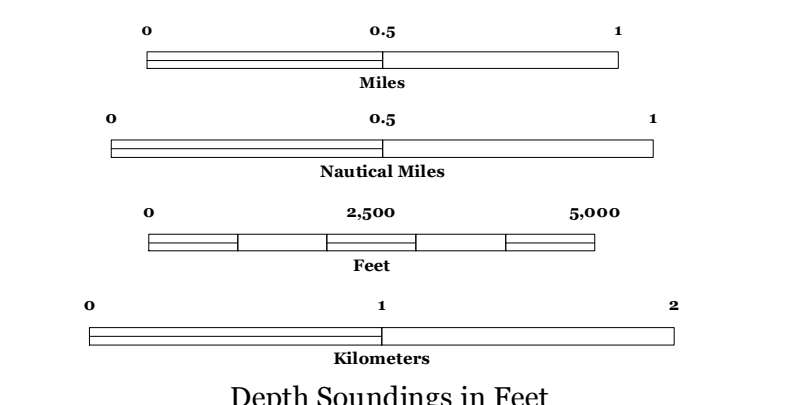 0 0.5 1
Miles
0 0.5 1
Nautical Miles
0 2,500 5,000
Feet
0 1 2
Kilometers
Depth Soundings in Feet